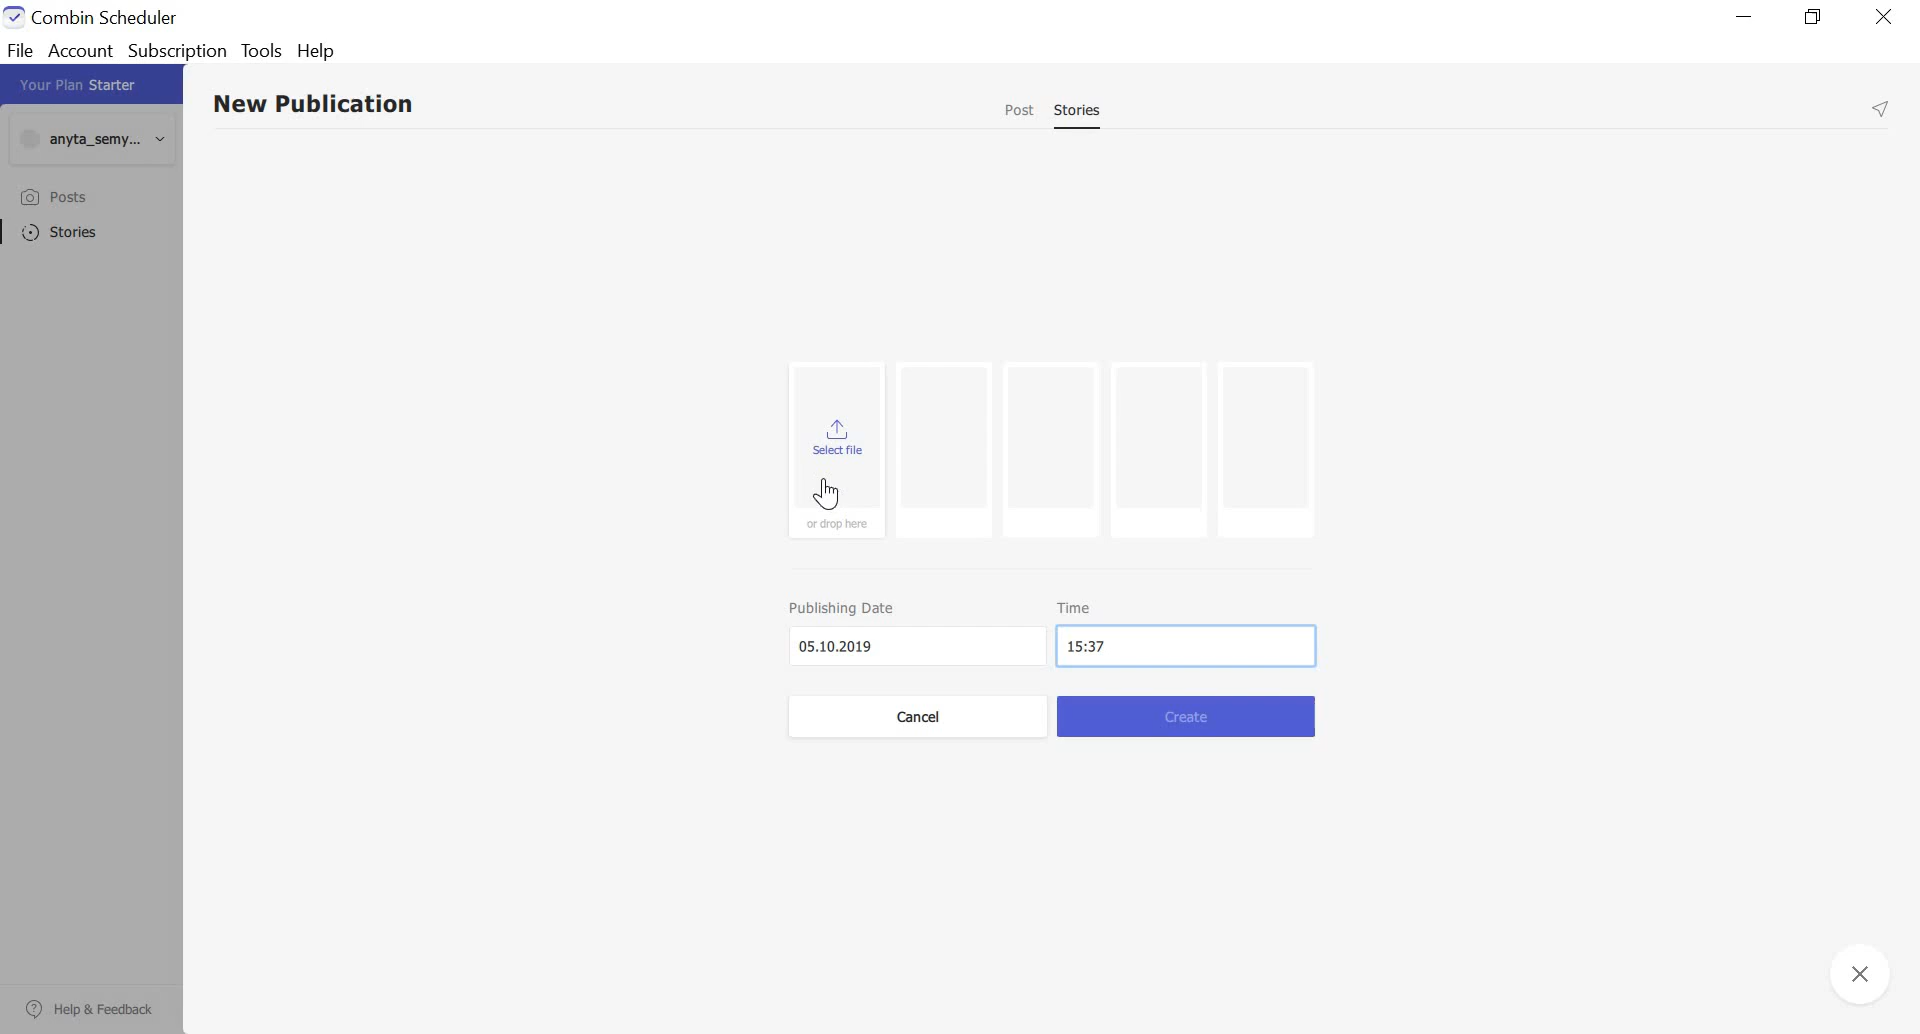 Combin Scheduler
File Account Subscription Tools Help
Your Plan Starter
anyta_semy...
Posts
Stories
New Publication
Post Stories
Select file
or drop here
Publishing Date Time
05.10.2019 15:37
Cancel Create
Help & Feedback